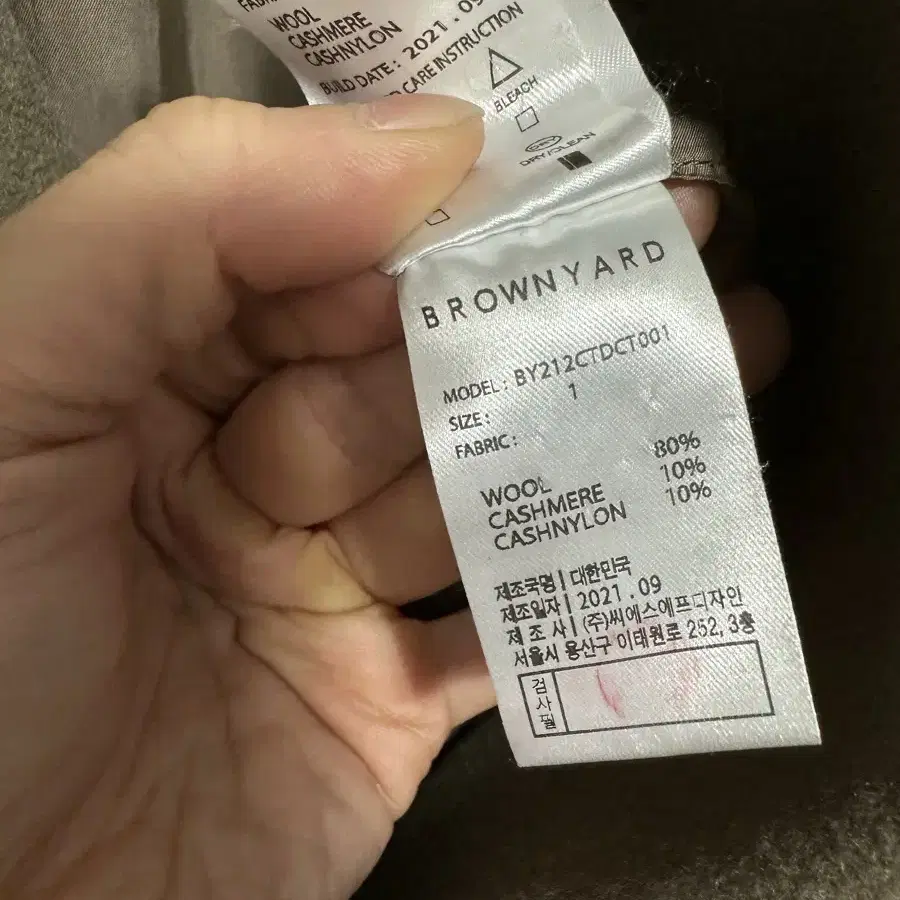 WOOL
CASHMERE
CASHNYLON
BUILD DATE: 2021.09
CARE INSTRUCTION
BLEACH
DRY
DRY/CLEAN
BROWNYARD
MODEL: BY212CTDCT001
SIZE: 1
FABRIC:
WOOL 80%
CASHMERE 10%
CASHNYLON 10%
제조국명 | 대한민국
제조일자 | 2021.09
제 조 사 | (주)씨에스에프디자인
서울시 용산구 이태원로 252, 3층
검사필